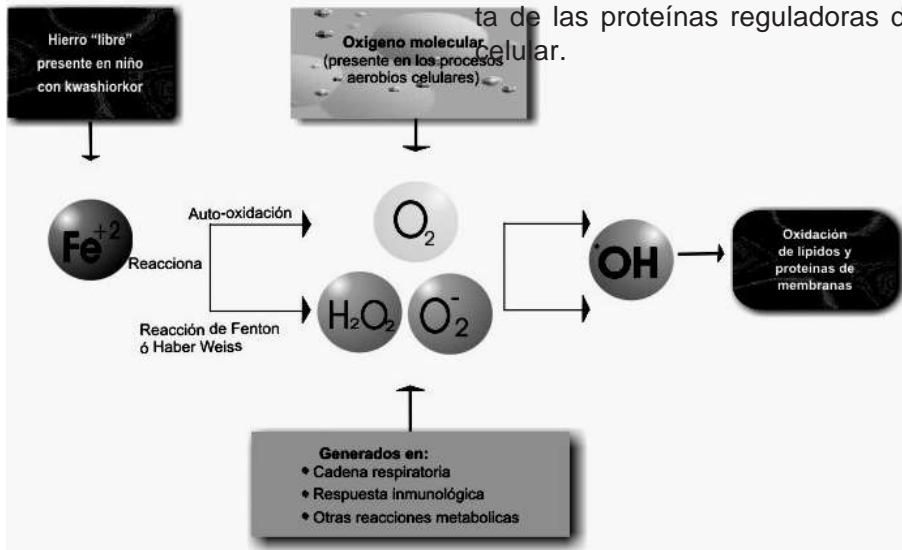 ta de las proteínas reguladoras d
celular.
Hierro “libre”
presente en niño
con kwashiorkor
Oxigeno molecular
(presente en los procesos
aerobios celulares)
Fe+2
Reacciona
Auto-oxidación
Reacción de Fenton
ó Haber Weiss
O2
H2O2
O2-
•OH
Oxidación
de lípidos y
proteínas de
membranas
Generados en:
• Cadena respiratoria
• Respuesta inmunológica
• Otras reacciones metabolicas